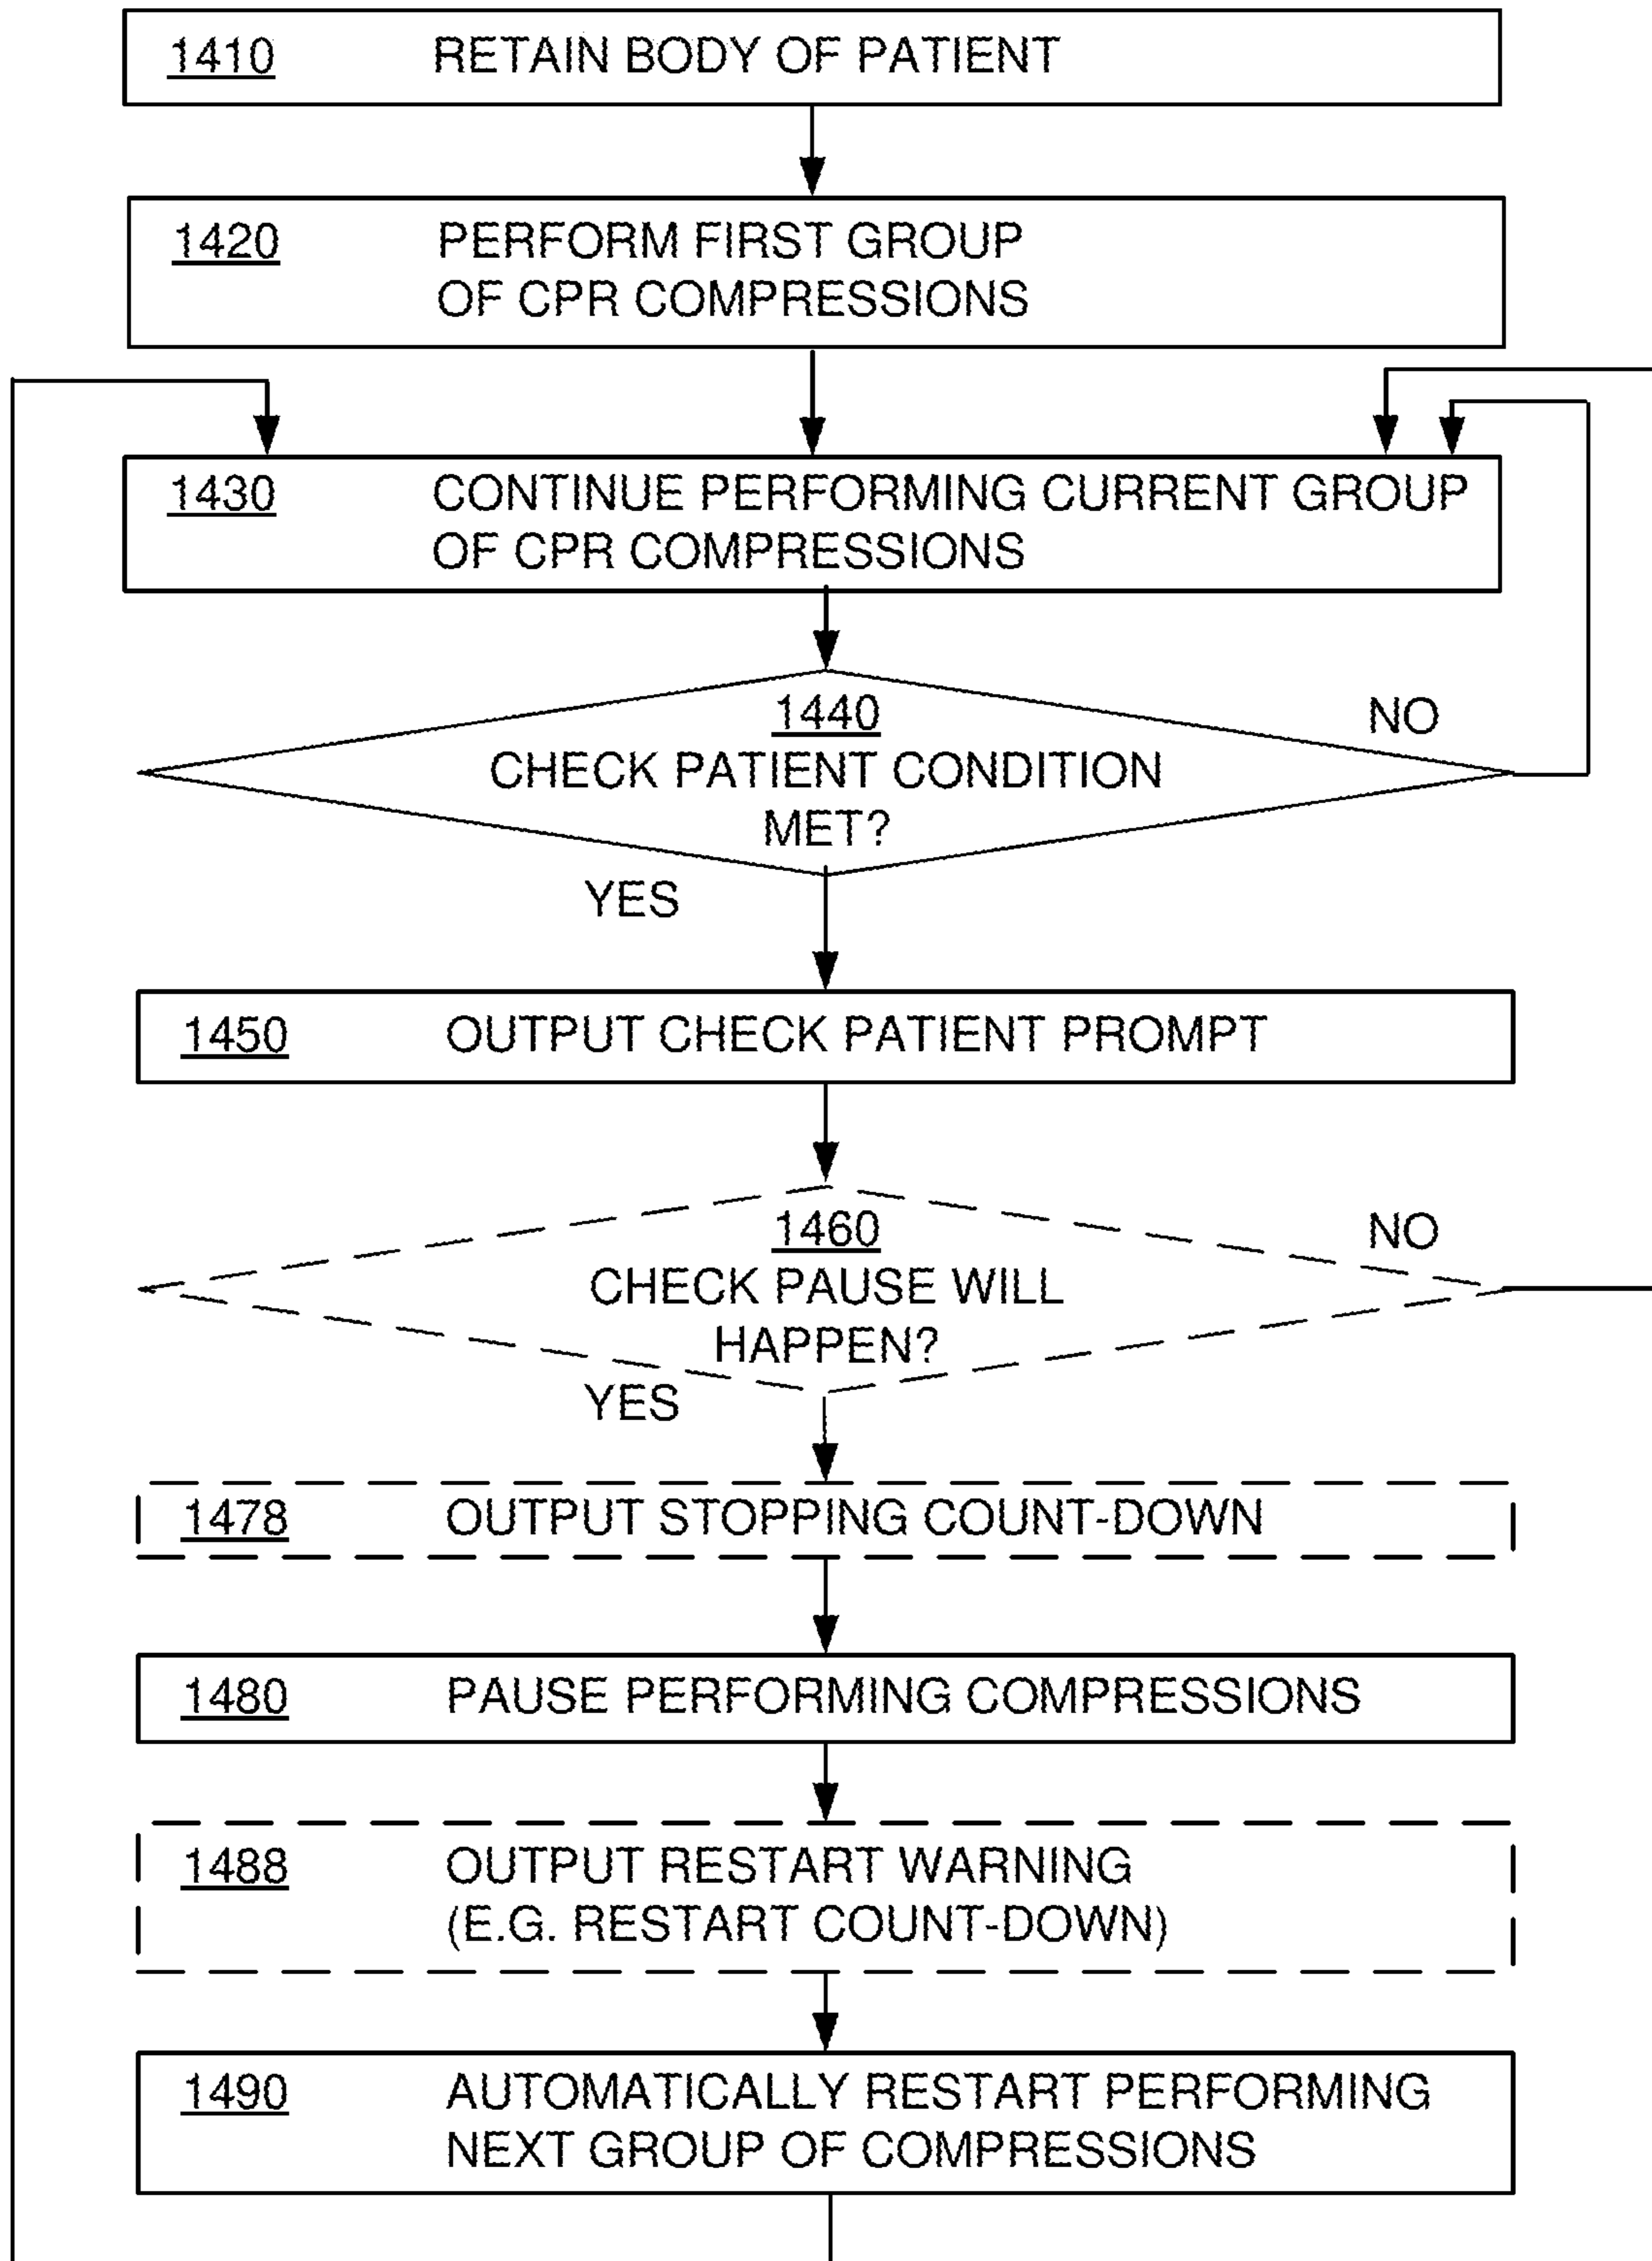 1410 RETAIN BODY OF PATIENT
1420 PERFORM FIRST GROUP
OF CPR COMPRESSIONS
1430 CONTINUE PERFORMING CURRENT GROUP
OF CPR COMPRESSIONS
1440
NO
CHECK PATIENT CONDITION
MET?
YES
1450 OUTPUT CHECK PATIENT PROMPT
1460
NO
CHECK PAUSE WILL
HAPPEN?
YES
1478 OUTPUT STOPPING COUNT-DOWN
1480 PAUSE PERFORMING COMPRESSIONS
1488 OUTPUT RESTART WARNING
(E.G. RESTART COUNT-DOWN)
1490 AUTOMATICALLY RESTART PERFORMING
NEXT GROUP OF COMPRESSIONS